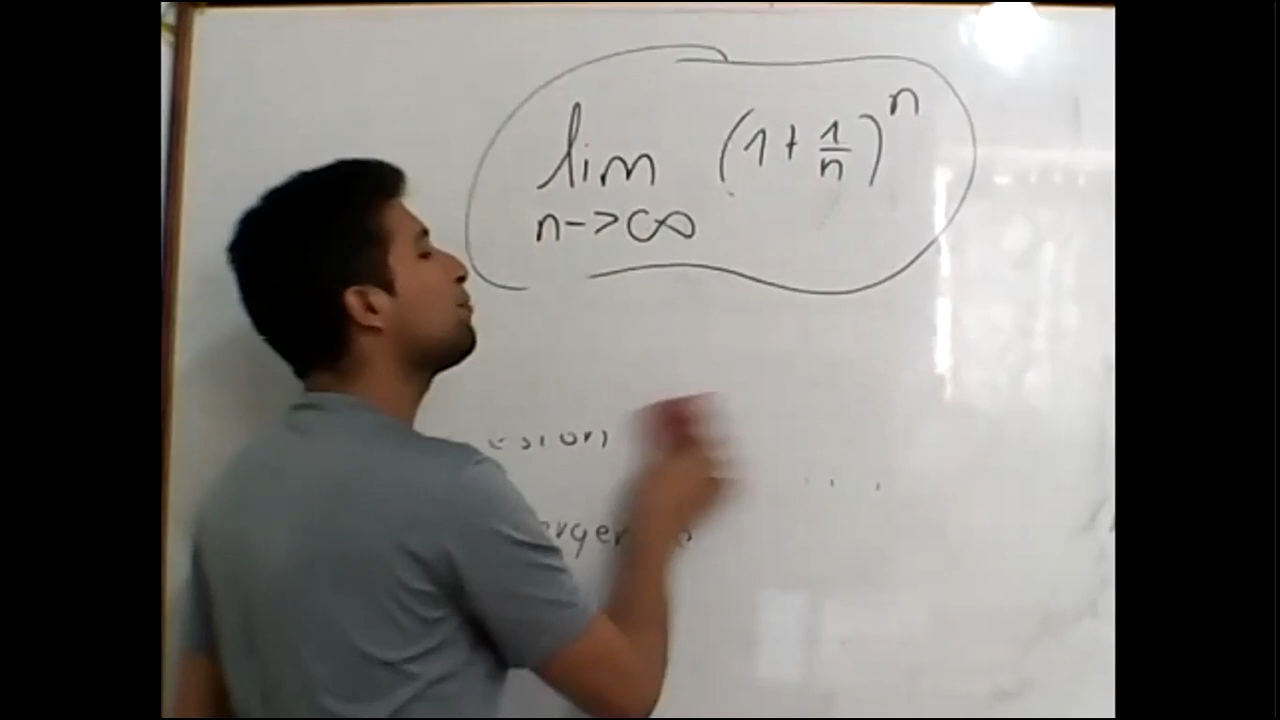 lim (1 + 1/n)^n
n->∞